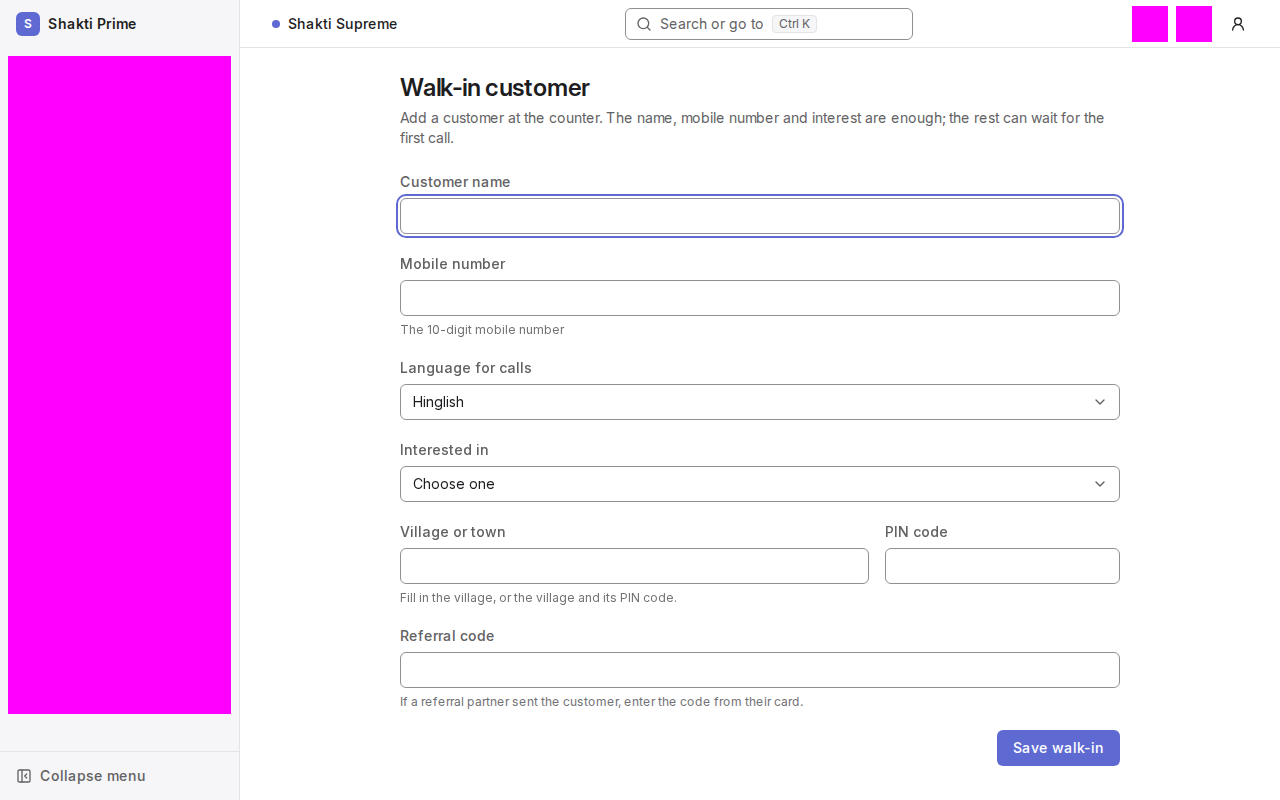 S Shakti Prime
Shakti Supreme
Search or go to Ctrl K
Walk-in customer
Add a customer at the counter. The name, mobile number and interest are enough; the rest can wait for the
first call.
Customer name
Mobile number
The 10-digit mobile number
Language for calls
Hinglish
Interested in
Choose one
Village or town
PIN code
Fill in the village, or the village and its PIN code.
Referral code
If a referral partner sent the customer, enter the code from their card.
Save walk-in
Collapse menu